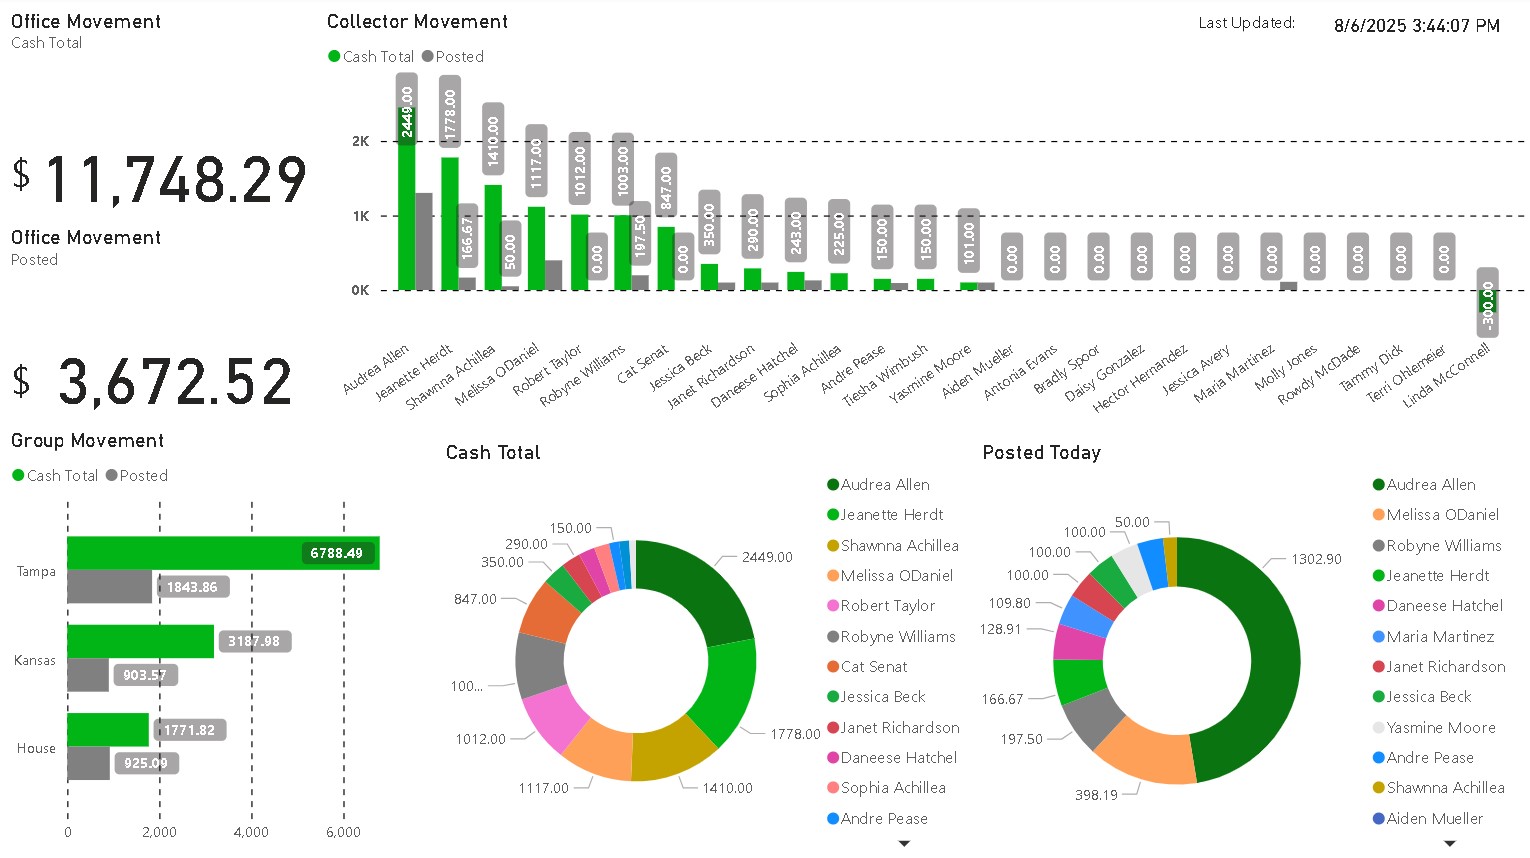 Office Movement
Cash Total
$ 11,748.29
Office Movement
Posted
$ 3,672.52
Collector Movement
Cash Total Posted
Last Updated: 8/6/2025 3:44:07 PM
2K
1K
0K
2449.00
1778.00
166.67
1410.00
50.00
1117.00
1012.00
0.00
1003.00
197.50
847.00
0.00
350.00
290.00
243.00
225.00
150.00
150.00
101.00
0.00
0.00
0.00
0.00
0.00
0.00
0.00
0.00
0.00
0.00
0.00
-300.00
Audrea Allen
Jeanette Herdt
Shawnna Achillea
Melissa ODaniel
Robert Taylor
Robyne Williams
Cat Senat
Jessica Beck
Janet Richardson
Daneese Hatchel
Sophia Achillea
Andre Pease
Tiesha Wimbush
Yasmine Moore
Aiden Mueller
Antonia Evans
Brady Spoor
Daisy Gonzalez
Hector Hernandez
Jessica Avery
Maria Martinez
Molly Jones
Rowdy McDade
Tammy Dick
Terri Ohlemeier
Linda McConnell
Group Movement
Cash Total Posted
Tampa
6788.49
1843.86
Kansas
3187.98
903.57
House
1771.82
925.09
0 2,000 4,000 6,000
Cash Total
2449.00
1778.00
1410.00
1117.00
1012.00
100...
847.00
350.00
290.00
150.00
Audrea Allen
Jeanette Herdt
Shawnna Achillea
Melissa ODaniel
Robert Taylor
Robyne Williams
Cat Senat
Jessica Beck
Janet Richardson
Daneese Hatchel
Sophia Achillea
Andre Pease
Posted Today
1302.90
398.19
197.50
166.67
128.91
109.80
100.00
100.00
100.00
50.00
Audrea Allen
Melissa ODaniel
Robyne Williams
Jeanette Herdt
Daneese Hatchel
Maria Martinez
Janet Richardson
Jessica Beck
Yasmine Moore
Andre Pease
Shawnna Achillea
Aiden Mueller